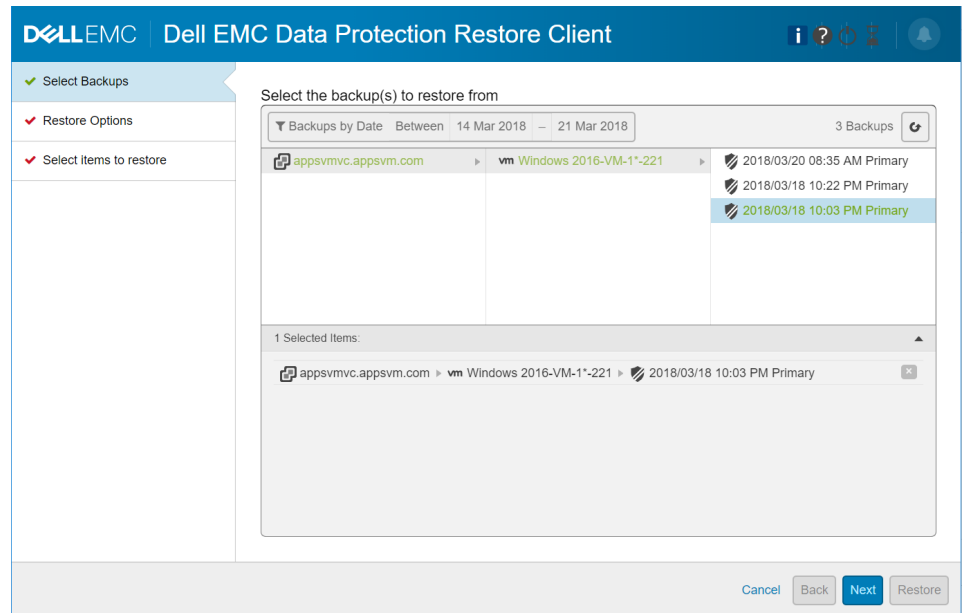 DELLEMC Dell EMC Data Protection Restore Client
Select Backups
Restore Options
Select items to restore
Select the backup(s) to restore from
Backups by Date Between 14 Mar 2018 – 21 Mar 2018 3 Backups
appsvmvc.appsvm.com vm Windows 2016-VM-1*-221 2018/03/20 08:35 AM Primary
2018/03/18 10:22 PM Primary
2018/03/18 10:03 PM Primary
1 Selected Items:
appsvmvc.appsvm.com vm Windows 2016-VM-1*-221 2018/03/18 10:03 PM Primary
Cancel Back Next Restore